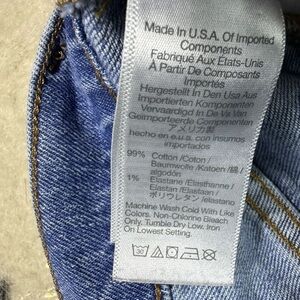 Made In U.S.A. Of Imported
Components
Fabriqué Aux Etats-Unis
À Partir De Composants
Importés
Hergestellt In Den Usa Aus
Importierten Komponenten
Vervaardigd In De Va Van
Geimporteerde Componenten
アメリカ製
hecho en e.u.a. con insumos
importados
99% Cotton /Coton /
Baumwolle /Katoen /綿 /
algodón
1% Elastane /Elasthanne /
Elastan /Elastaan /
ポリウレタン /elastano
Machine Wash Cold With Like
Colors. Non-Chlorine Bleach
Only. Tumble Dry Low. Iron
On Lowest Setting.
30